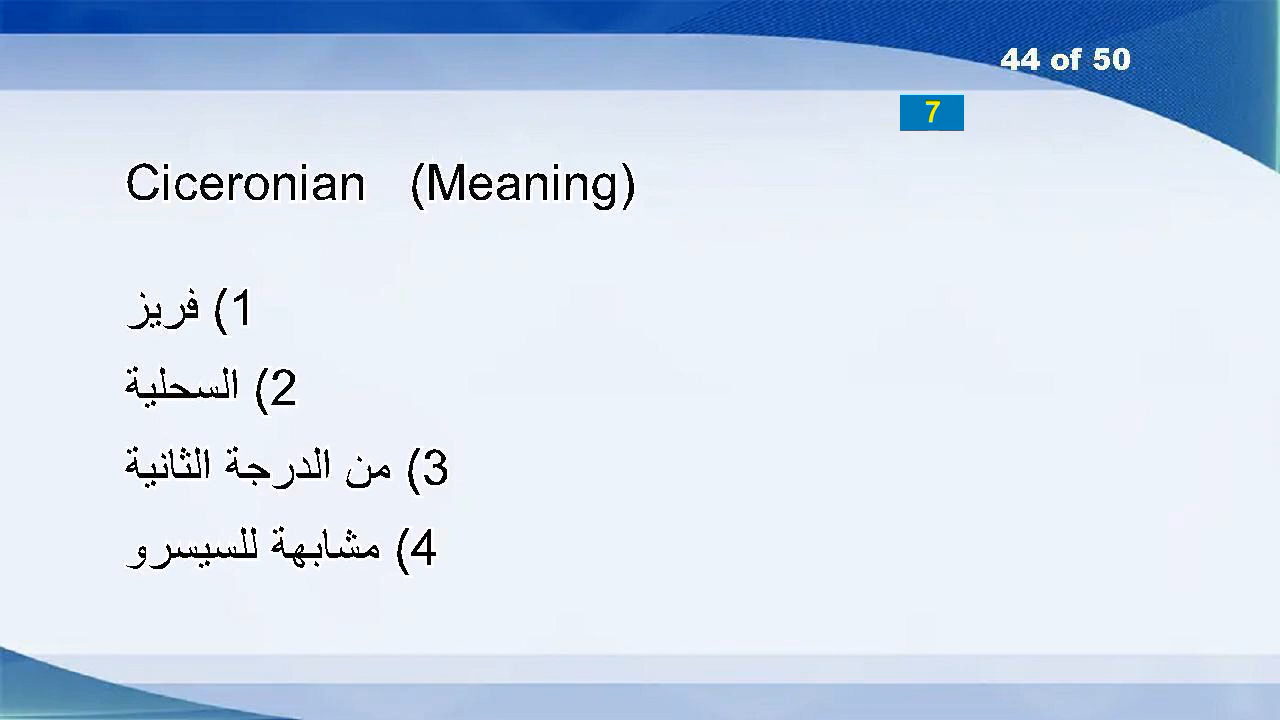 44 of 50
7
Ciceronian (Meaning)
1) فريز
2) السحلية
3) من الدرجة الثانية
4) مشابهة للسيسرو